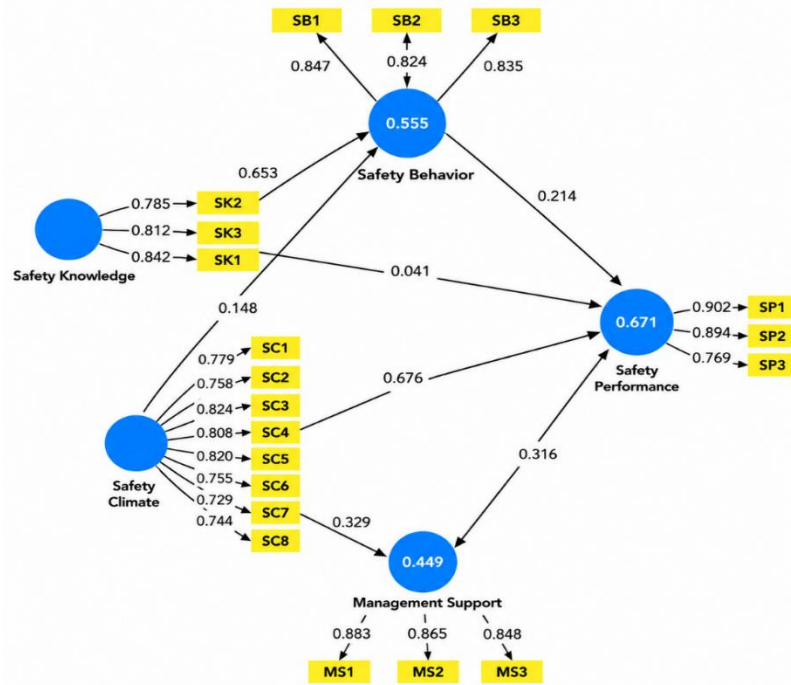 SB1 SB2 SB3
0.847 0.824 0.835
0.555
Safety Behavior
0.653
0.214
0.785 SK2
0.812 SK3
0.842 SK1
Safety Knowledge
0.041
0.148
0.902 SP1
0.671 0.894 SP2
0.769 SP3
Safety
Performance
0.779 SC1
0.758 SC2
0.824 SC3
0.808 SC4
0.820 SC5
0.755 SC6
0.729 SC7
0.744 SC8
0.676
Safety
Climate
0.316
0.329
0.449
Management Support
0.883 0.865 0.848
MS1 MS2 MS3